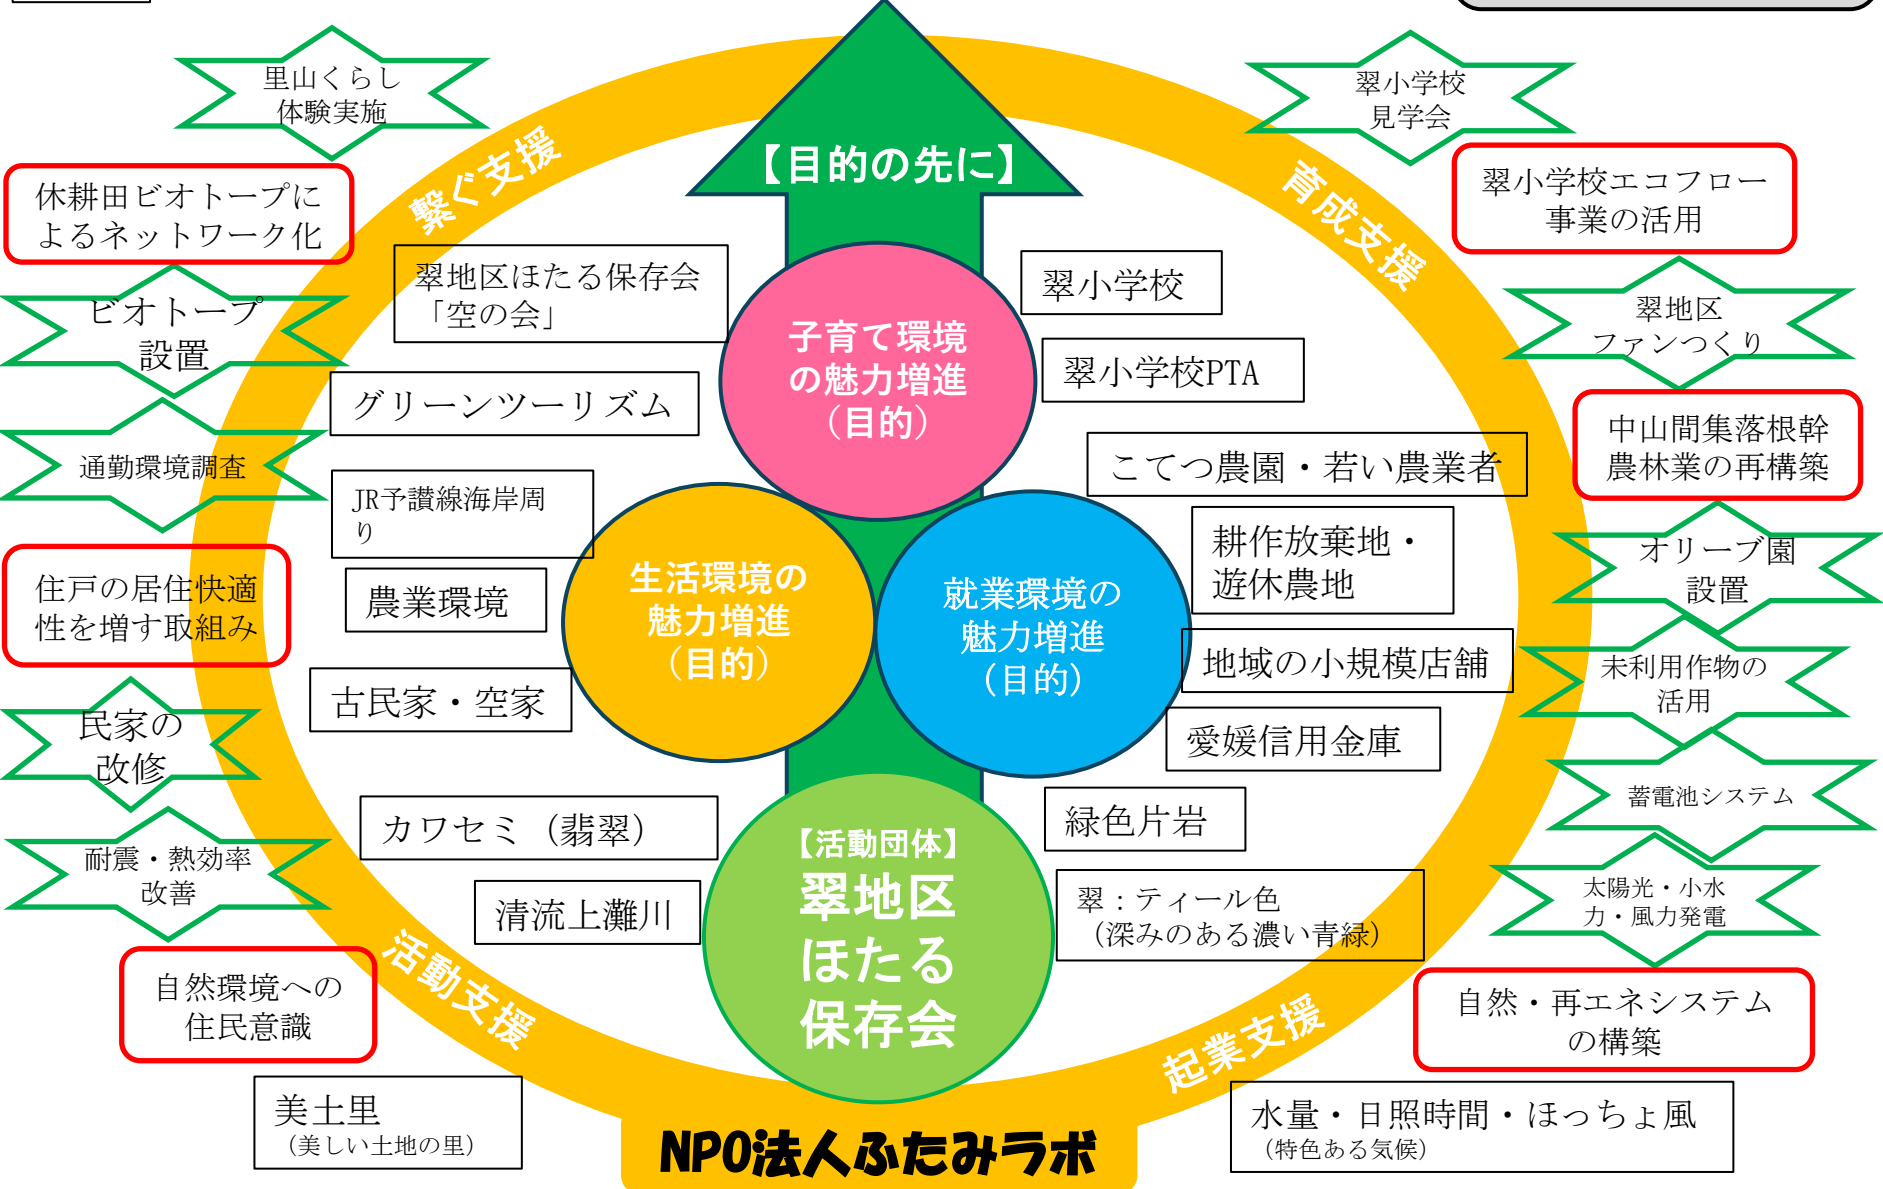 里山くらし
体験実施
翠小学校
見学会
【目的の先に】
繋ぐ支援
育成支援
休耕田ビオトープに
よるネットワーク化
翠小学校エコフロー
事業の活用
翠地区ほたる保存会
「空の会」
翠小学校
ビオトープ
設置
翠地区
ファンつくり
子育て環境
の魅力増進
(目的)
翠小学校PTA
グリーンツーリズム
中山間集落根幹
農林業の再構築
通勤環境調査
こてつ農園・若い農業者
JR予讃線海岸周
り
耕作放棄地・
遊休農地
オリーブ園
設置
住戸の居住快適
性を増す取組み
農業環境
生活環境の
魅力増進
(目的)
就業環境の
魅力増進
(目的)
地域の小規模店舗
未利用作物の
活用
古民家・空家
愛媛信用金庫
民家の
改修
蓄電池システム
カワセミ（翡翠）
緑色片岩
耐震・熱効率
改善
【活動団体】
翠地区
ほたる
保存会
清流上灘川
翠：ティール色
（深みのある濃い青緑）
太陽光・小水
力・風力発電
活動支援
起業支援
自然環境への
住民意識
自然・再エネシステム
の構築
美土里
（美しい土地の里）
水量・日照時間・ほっちょ風
（特色ある気候）
NPO法人ふたみラボ